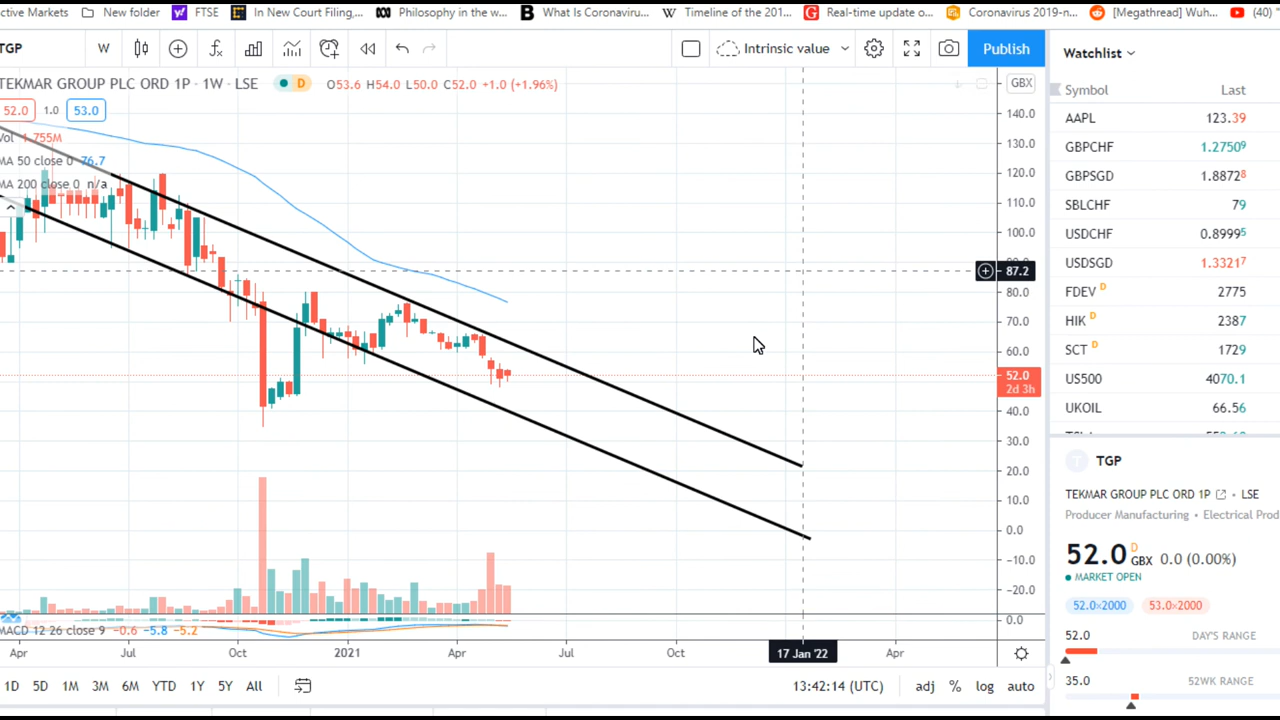 ctive Markets New folder FTSE In New Court Filing,... Philosophy in the w... What Is Coronaviru... Timeline of the 201... Real-time update o... Coronavirus 2019-n... [Megathread] Wuh... (40)
TGP W Intrinsic value Publish
TEKMAR GROUP PLC ORD 1P · 1W · LSE D O53.6 H54.0 L50.0 C52.0 +1.0 (+1.96%) GBX
52.0 1.0 53.0
Vol 1.755M
MA 50 close 0 76.7
MA 200 close 0 n/a
140.0
130.0
120.0
110.0
100.0
87.2
80.0
70.0
60.0
52.0
2d 3h
40.0
30.0
20.0
10.0
0.0
−10.0
−20.0
0.0
MACD 12 26 close 9 −0.6 −5.8 −5.2
Apr Jul Oct 2021 Apr Jul Oct 17 Jan '22 Apr
1D 5D 1M 3M 6M YTD 1Y 5Y All 13:42:14 (UTC) adj % log auto
Watchlist
Symbol Last
AAPL 123.39
GBPCHF 1.27509
GBPSGD 1.88728
SBLCHF 79
USDCHF 0.89995
USDSGD 1.33217
FDEV D 2775
HIK D 2387
SCT D 1729
US500 4070.1
UKOIL 66.56
T TGP
TEKMAR GROUP PLC ORD 1P · LSE
Producer Manufacturing · Electrical Prod
52.0 D GBX 0.0 (0.00%)
MARKET OPEN
52.0×2000 53.0×2000
52.0 DAY'S RANGE
35.0 52WK RANGE